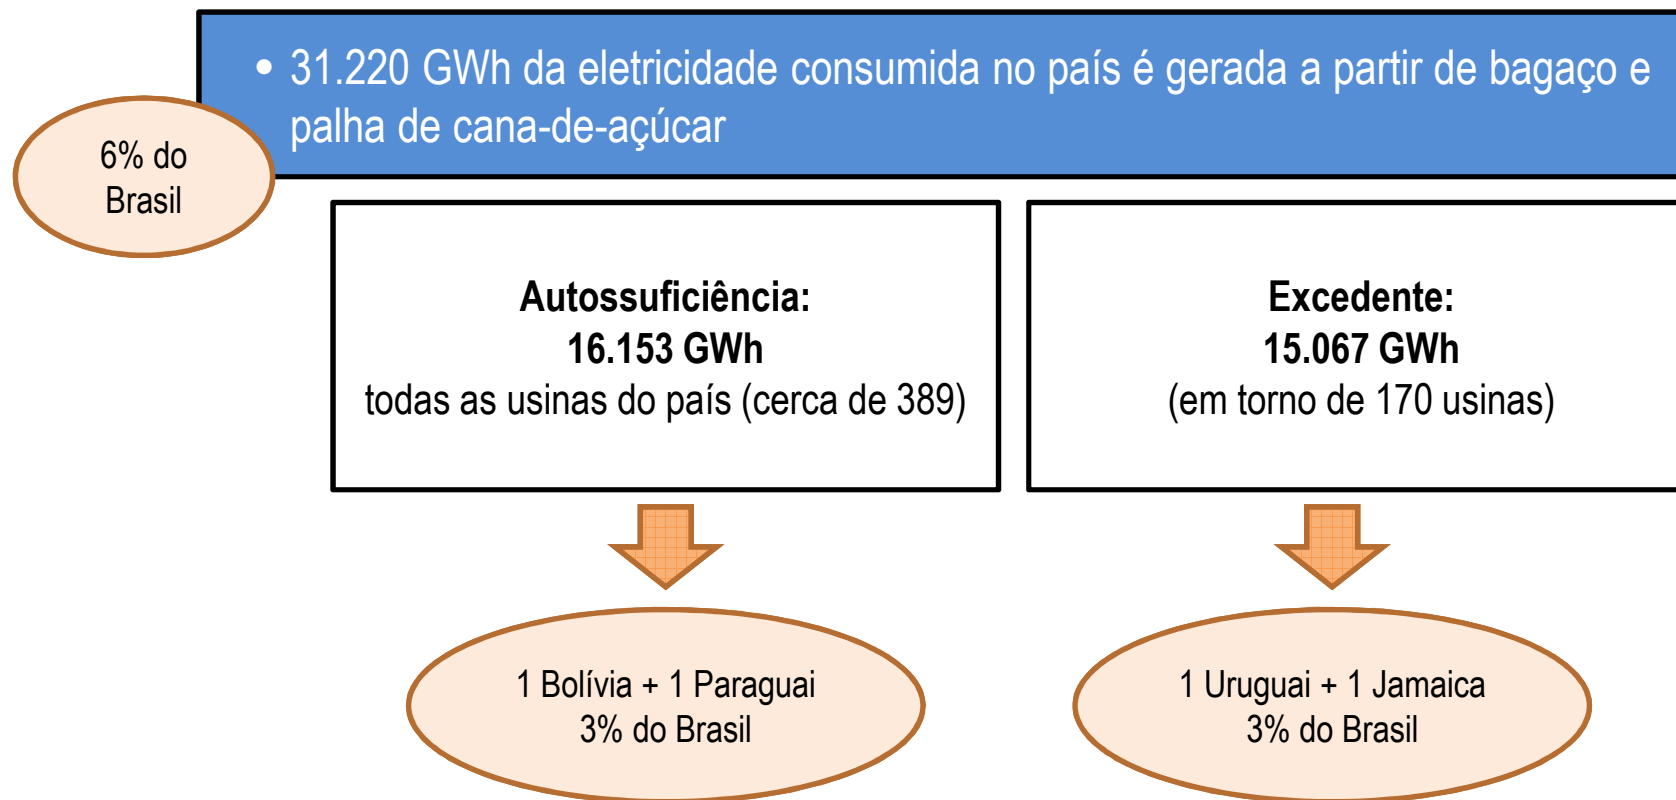 • 31.220 GWh da eletricidade consumida no país é gerada a partir de bagaço e
palha de cana-de-açúcar
6% do
Brasil
Autossuficiência:
16.153 GWh
todas as usinas do país (cerca de 389)
Excedente:
15.067 GWh
(em torno de 170 usinas)
1 Bolívia + 1 Paraguai
3% do Brasil
1 Uruguai + 1 Jamaica
3% do Brasil